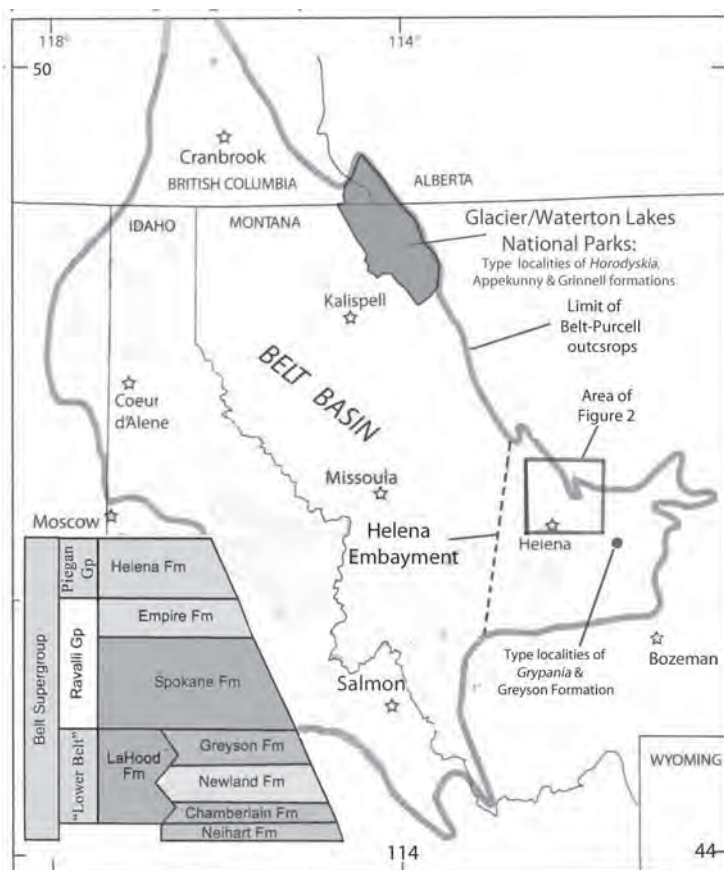 118°
114°
50
Cranbrook
BRITISH COLUMBIA
ALBERTA
IDAHO
MONTANA
Glacier/Waterton Lakes
National Parks:
Type localities of Horodyskia,
Appekunny & Grinnell formations
Kalispell
Limit of
Belt-Purcell
outcsrops
BELT BASIN
Coeur
d'Alene
Area of
Figure 2
Missoula
Moscow
Helena
Embayment
Helena
Type localities of
Grypania &
Greyson Formation
Bozeman
Salmon
WYOMING
114
44
Belt Supergroup
Piegan
Gp
Helena Fm
Ravalli Gp
Empire Fm
Spokane Fm
"Lower Belt"
LaHood
Fm
Greyson Fm
Newland Fm
Chamberlain Fm
Neihart Fm